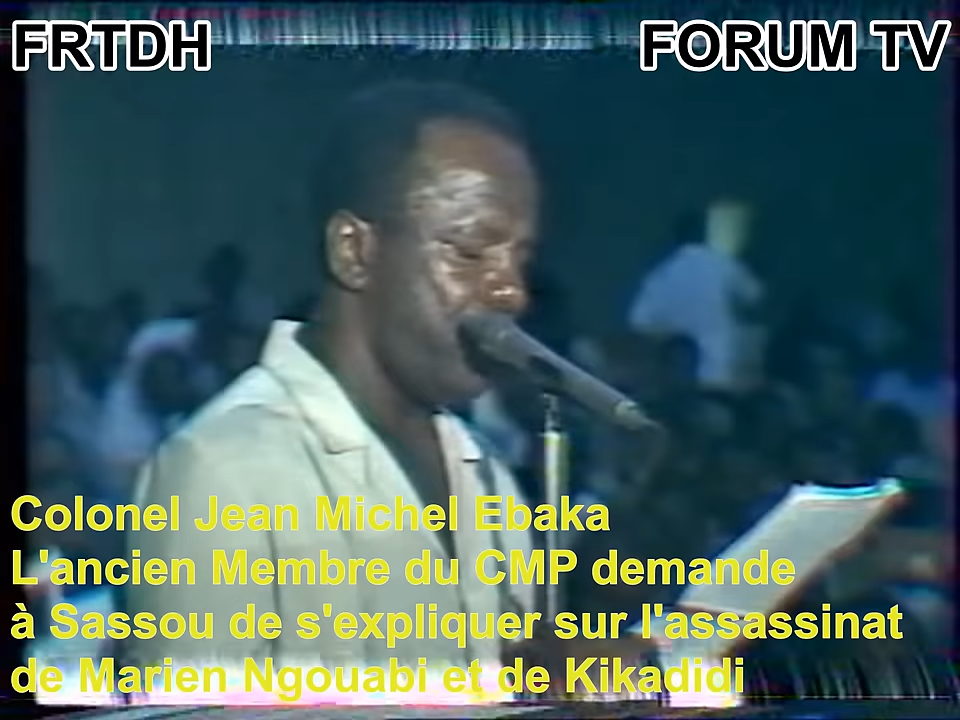 FRTDH FORUM TV
Colonel Jean Michel Ebaka
L'ancien Membre du CMP demande
à Sassou de s'expliquer sur l'assassinat
de Marien Ngouabi et de Kikadidi